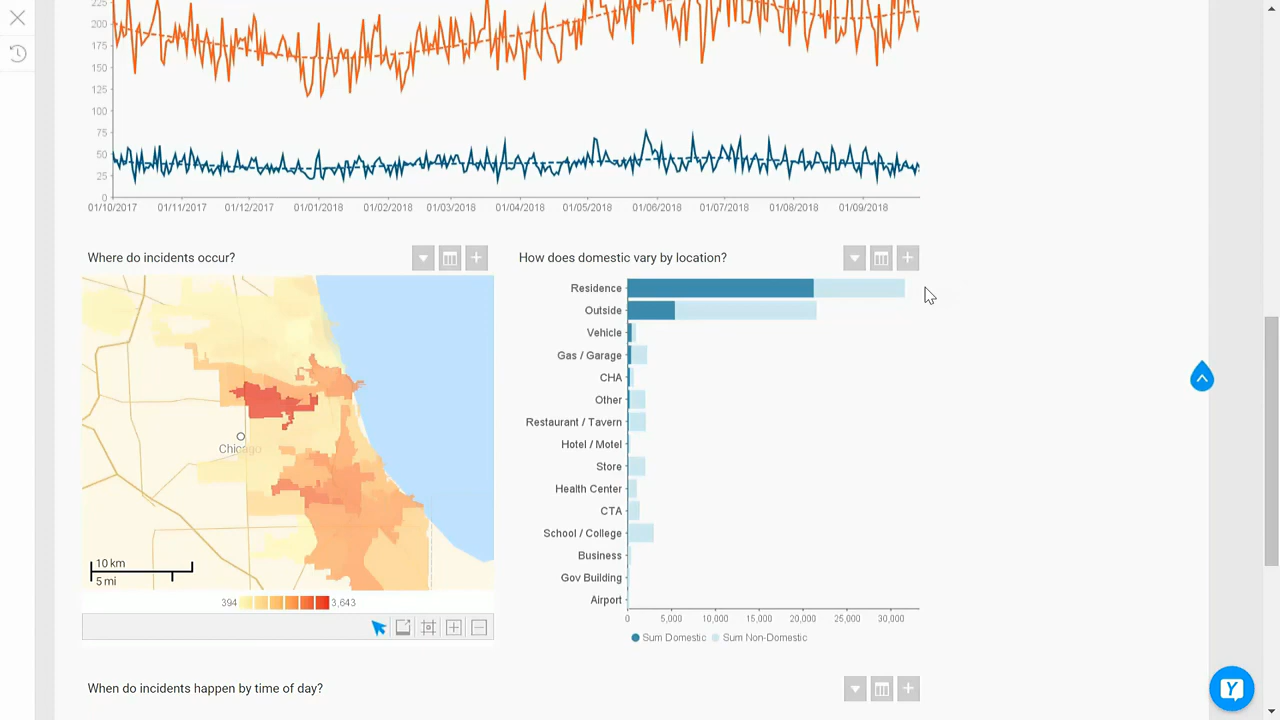 225
200
175
150
125
100
75
50
25
0
01/10/2017 01/11/2017 01/12/2017 01/01/2018 01/02/2018 01/03/2018 01/04/2018 01/05/2018 01/06/2018 01/07/2018 01/08/2018 01/09/2018
Where do incidents occur?
Chicago
10 km
5 mi
394 3,643
How does domestic vary by location?
Residence
Outside
Vehicle
Gas / Garage
CHA
Other
Restaurant / Tavern
Hotel / Motel
Store
Health Center
CTA
School / College
Business
Gov Building
Airport
0 5,000 10,000 15,000 20,000 25,000 30,000
Sum Domestic Sum Non-Domestic
When do incidents happen by time of day?